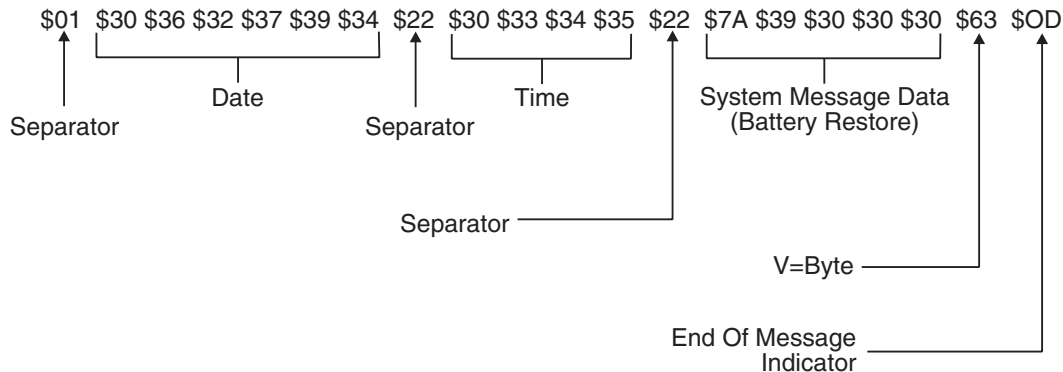 $01 $30 $36 $32 $37 $39 $34 $22 $30 $33 $34 $35 $22 $7A $39 $30 $30 $30 $63 $OD
Date
Time
System Message Data
(Battery Restore)
Separator
Separator
Separator
V=Byte
End Of Message
Indicator